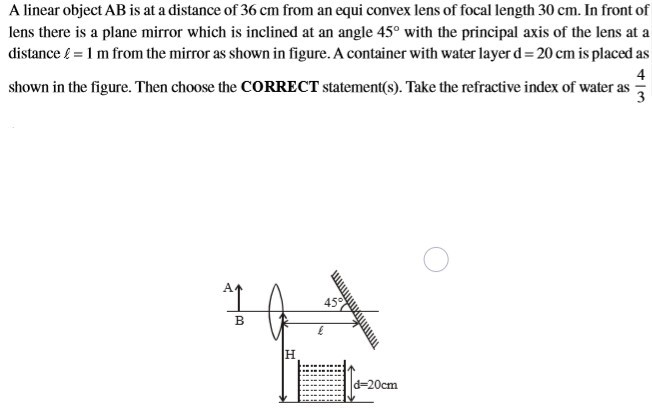 A linear object AB is at a distance of 36 cm from an equi convex lens of focal length 30 cm. In front of
lens there is a plane mirror which is inclined at an angle 45° with the principal axis of the lens at a
distance ℓ = 1 m from the mirror as shown in figure. A container with water layer d = 20 cm is placed as
shown in the figure. Then choose the CORRECT statement(s). Take the refractive index of water as 4/3
A
45°
B
ℓ
H
d=20cm